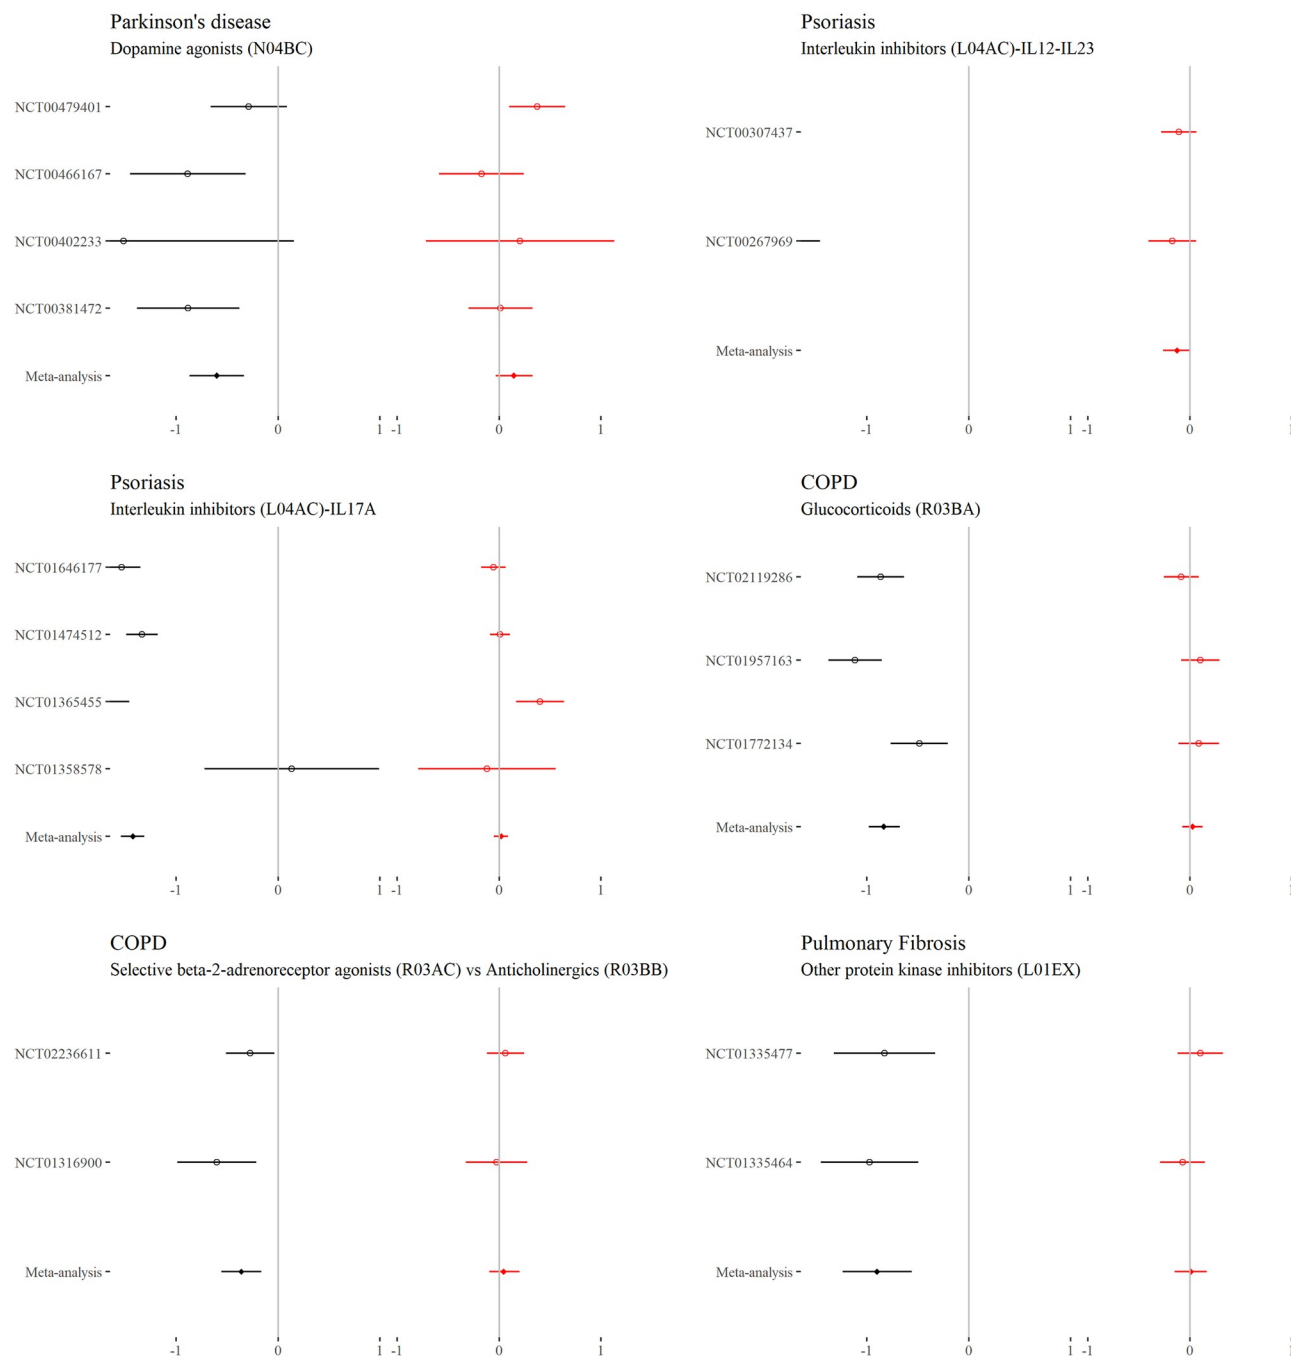 Parkinson's disease
Dopamine agonists (N04BC)
NCT00479401
NCT00466167
NCT00402233
NCT00381472
Meta-analysis
-1 0 1 -1 0 1
Psoriasis
Interleukin inhibitors (L04AC)-IL12-IL23
NCT00307437
NCT00267969
Meta-analysis
-1 0 1 -1 0 1
Psoriasis
Interleukin inhibitors (L04AC)-IL17A
NCT01646177
NCT01474512
NCT01365455
NCT01358578
Meta-analysis
-1 0 1 -1 0 1
COPD
Glucocorticoids (R03BA)
NCT02119286
NCT01957163
NCT01772134
Meta-analysis
-1 0 1 -1 0 1
COPD
Selective beta-2-adrenoreceptor agonists (R03AC) vs Anticholinergics (R03BB)
NCT02236611
NCT01316900
Meta-analysis
-1 0 1 -1 0 1
Pulmonary Fibrosis
Other protein kinase inhibitors (L01EX)
NCT01335477
NCT01335464
Meta-analysis
-1 0 1 -1 0 1